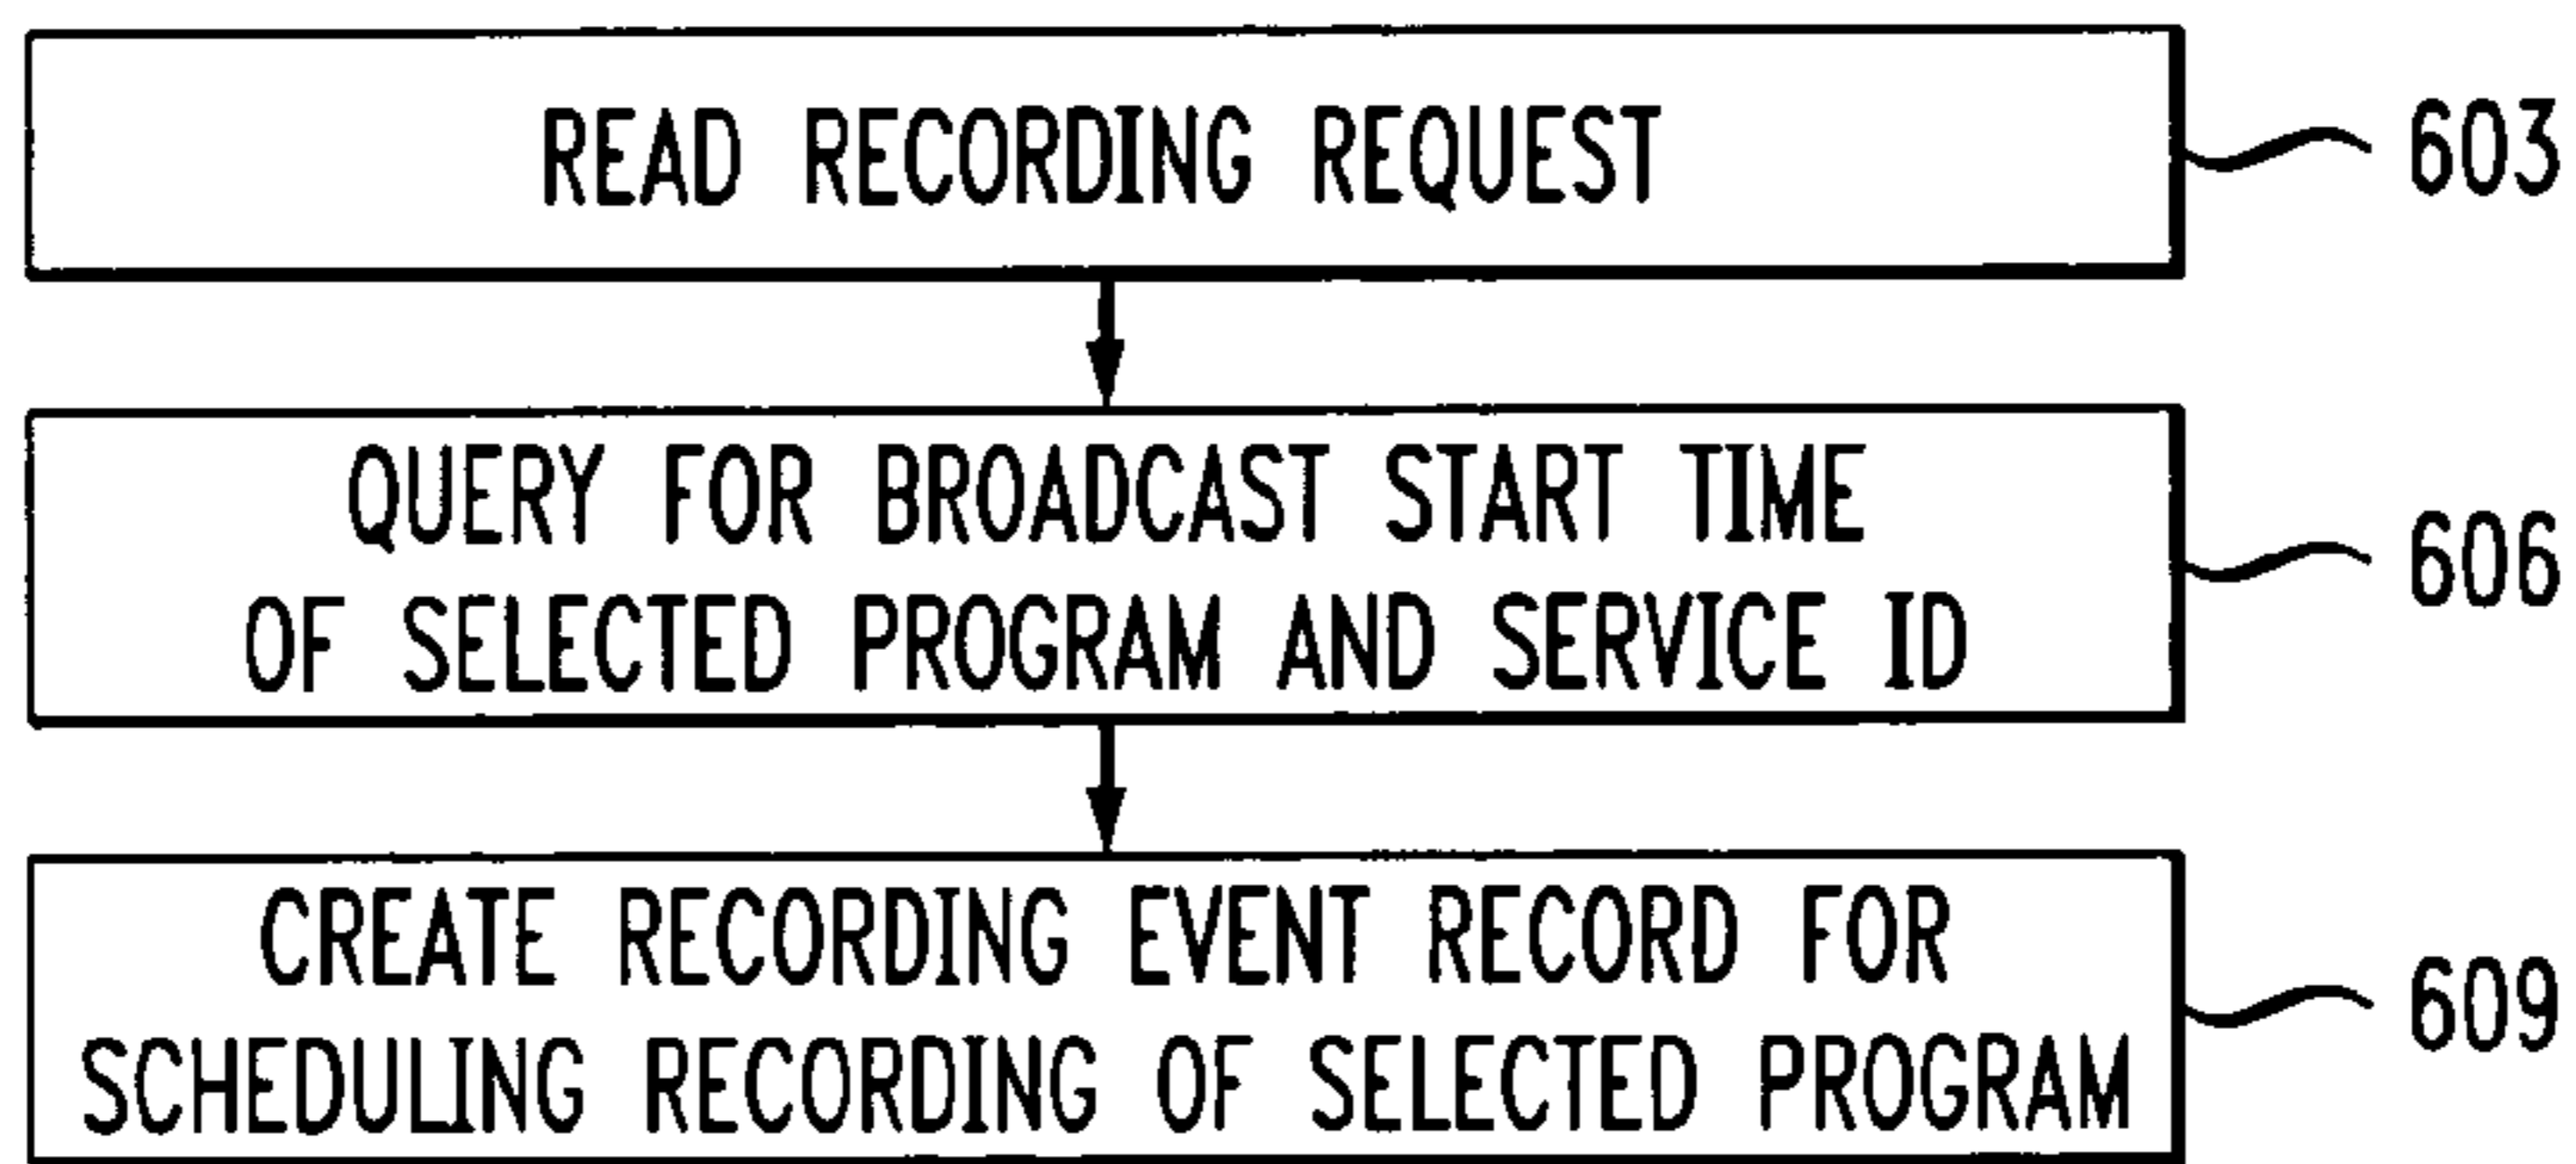 READ RECORDING REQUEST
603
QUERY FOR BROADCAST START TIME
OF SELECTED PROGRAM AND SERVICE ID
606
CREATE RECORDING EVENT RECORD FOR
SCHEDULING RECORDING OF SELECTED PROGRAM
609